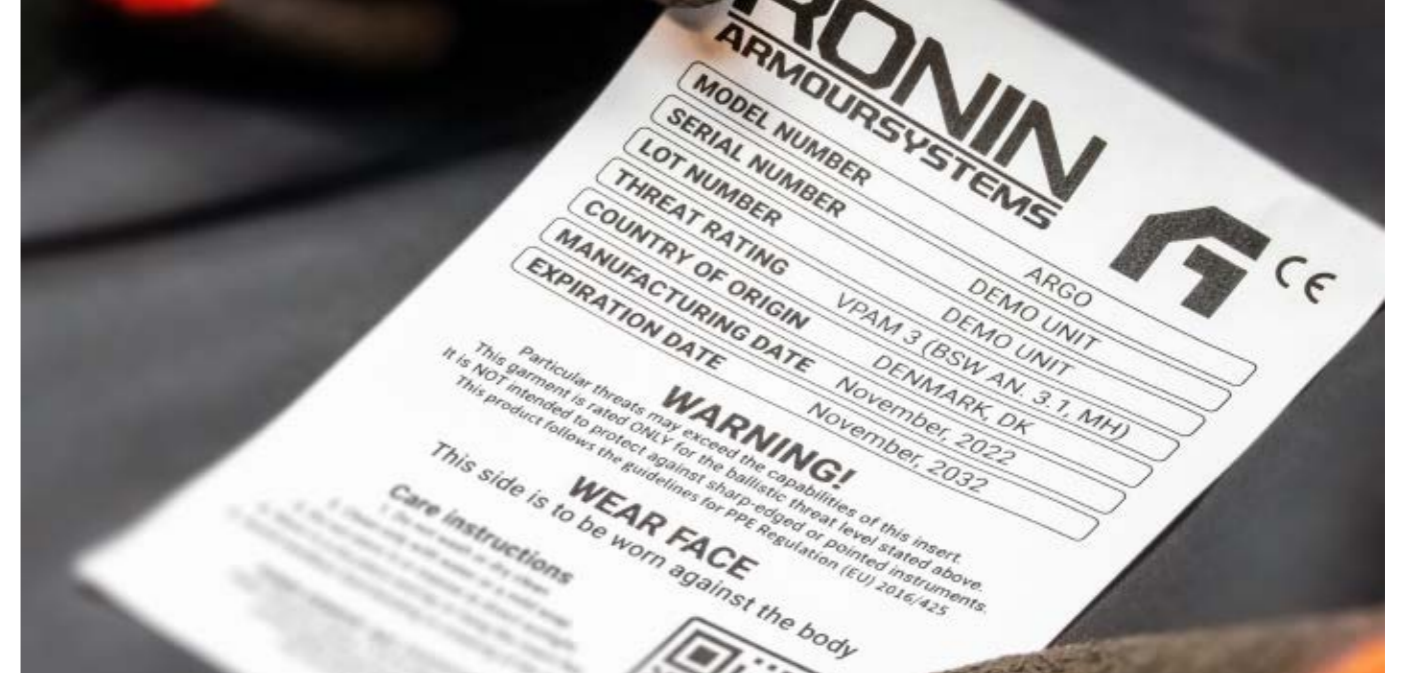 RONIN
ARMOURSYSTEMS
CE
MODEL NUMBER ARGO
SERIAL NUMBER DEMO UNIT
LOT NUMBER DEMO UNIT
THREAT RATING VPAM 3 (BSW AN. 3.1, MH)
COUNTRY OF ORIGIN DENMARK, DK
MANUFACTURING DATE November, 2022
EXPIRATION DATE November, 2032
WARNING!
Particular threats may exceed the capabilities of this insert.
This garment is rated ONLY for the ballistic threat level stated above.
It is NOT intended to protect against sharp-edged or pointed instruments.
This product follows the guidelines for PPE Regulation (EU) 2016/425
WEAR FACE
This side is to be worn against the body
Care instructions